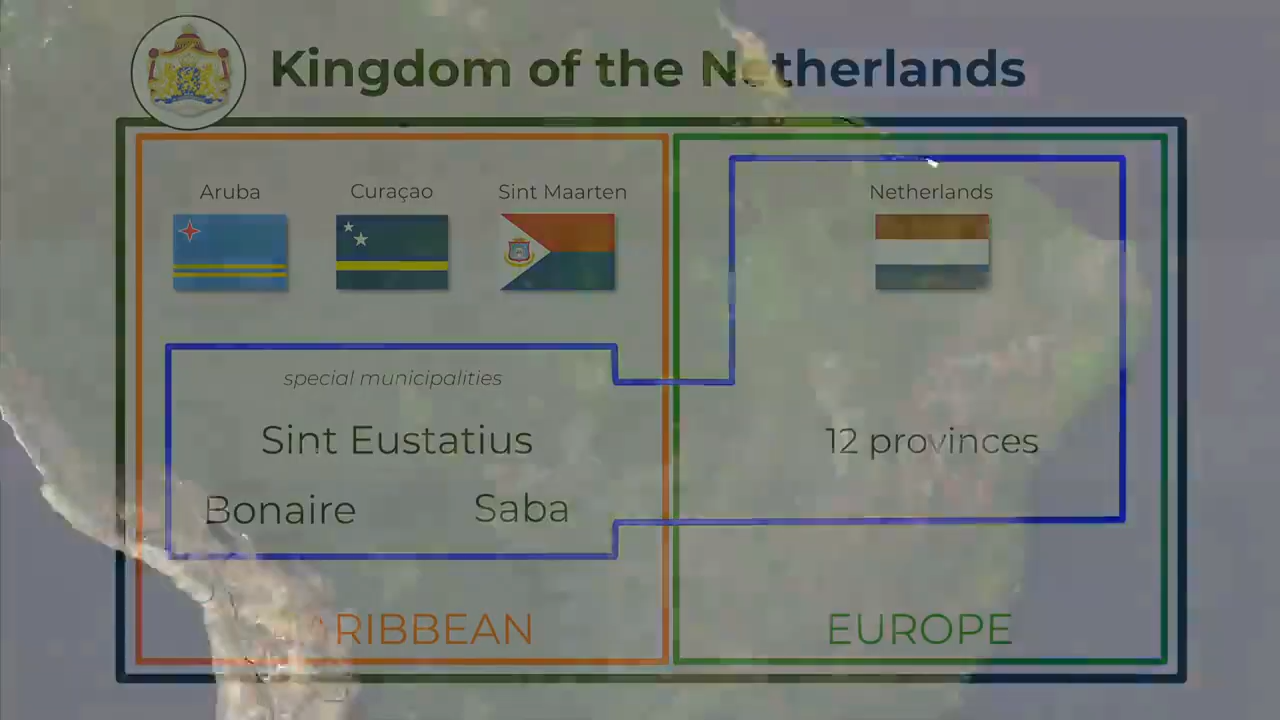 Kingdom of the Netherlands
Aruba Curaçao Sint Maarten Netherlands
special municipalities
Sint Eustatius 12 provinces
Bonaire Saba
CARIBBEAN EUROPE